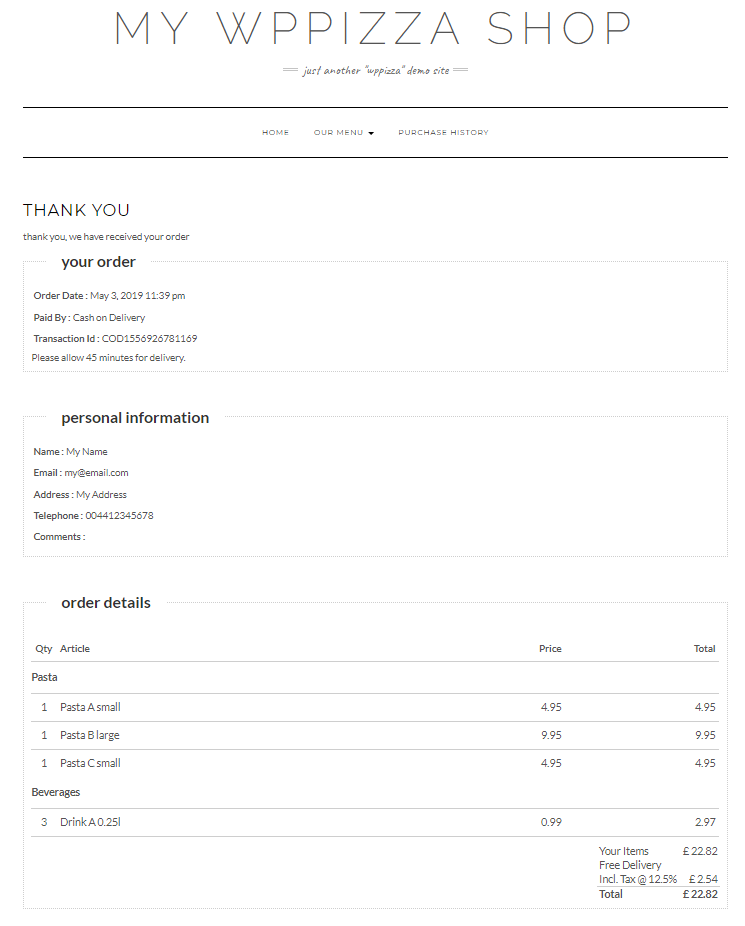 MY WPPIZZA SHOP
just another "wppizza" demo site
HOME OUR MENU PURCHASE HISTORY
THANK YOU
thank you, we have received your order
your order
Order Date : May 3, 2019 11:39 pm
Paid By : Cash on Delivery
Transaction Id : COD1556926781169
Please allow 45 minutes for delivery.
personal information
Name : My Name
Email : my@email.com
Address : My Address
Telephone : 004412345678
Comments :
order details
Qty Article Price Total
Pasta
1 Pasta A small 4.95 4.95
1 Pasta B large 9.95 9.95
1 Pasta C small 4.95 4.95
Beverages
3 Drink A 0.25l 0.99 2.97
Your Items £ 22.82
Free Delivery
Incl. Tax @ 12.5% £ 2.54
Total £ 22.82